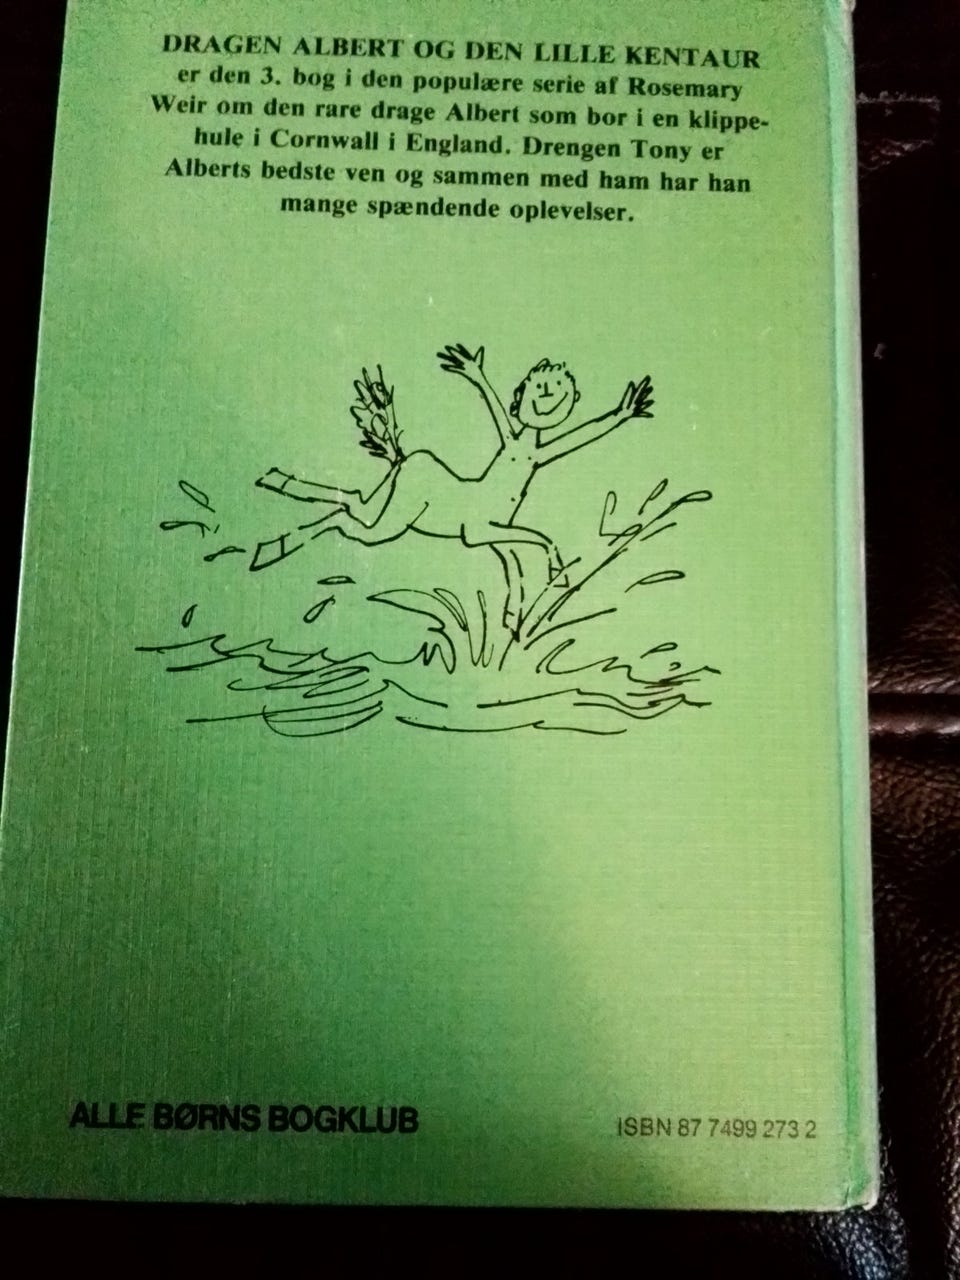 DRAGEN ALBERT OG DEN LILLE KENTAUR
er den 3. bog i den populære serie af Rosemary
Weir om den rare drage Albert som bor i en klippe-
hule i Cornwall i England. Drengen Tony er
Alberts bedste ven og sammen med ham har han
mange spændende oplevelser.
ALLE BØRNS BOGKLUB
ISBN 87 7499 273 2